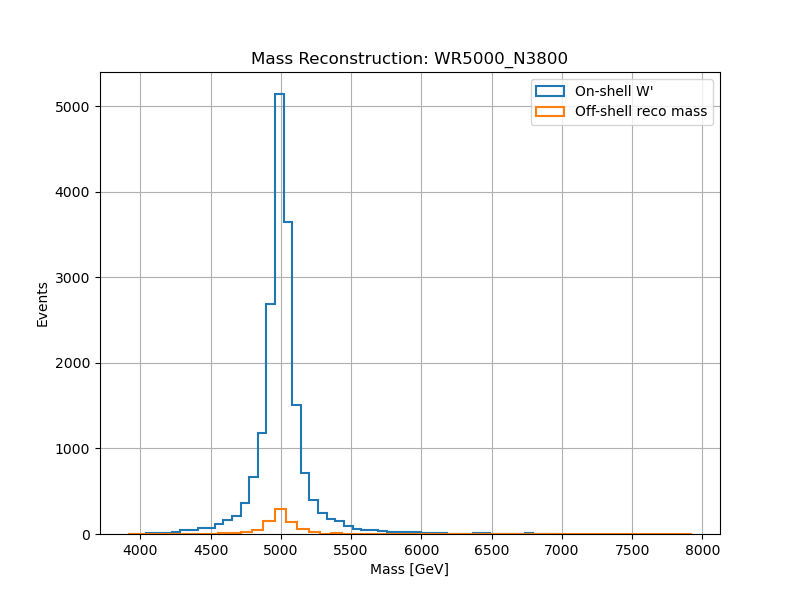 Mass Reconstruction: WR5000_N3800
On-shell W'
Off-shell reco mass
5000
4000
3000
2000
1000
0
Events
4000 4500 5000 5500 6000 6500 7000 7500 8000
Mass [GeV]